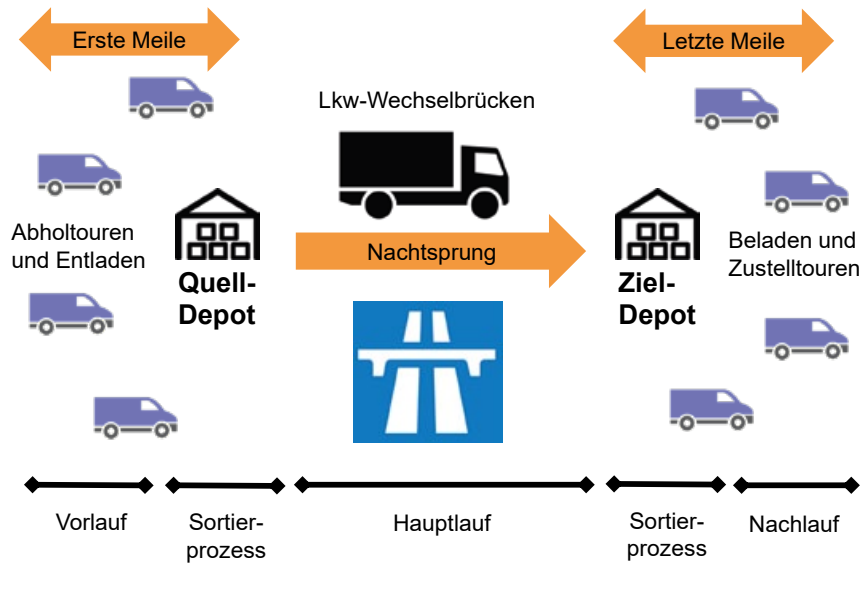 Erste Meile
Letzte Meile
Lkw-Wechselbrücken
Abholtouren
und Entladen
Quell-
Depot
Nachtsprung
Ziel-
Depot
Beladen und
Zustelltouren
Vorlauf
Sortier-
prozess
Hauptlauf
Sortier-
prozess
Nachlauf